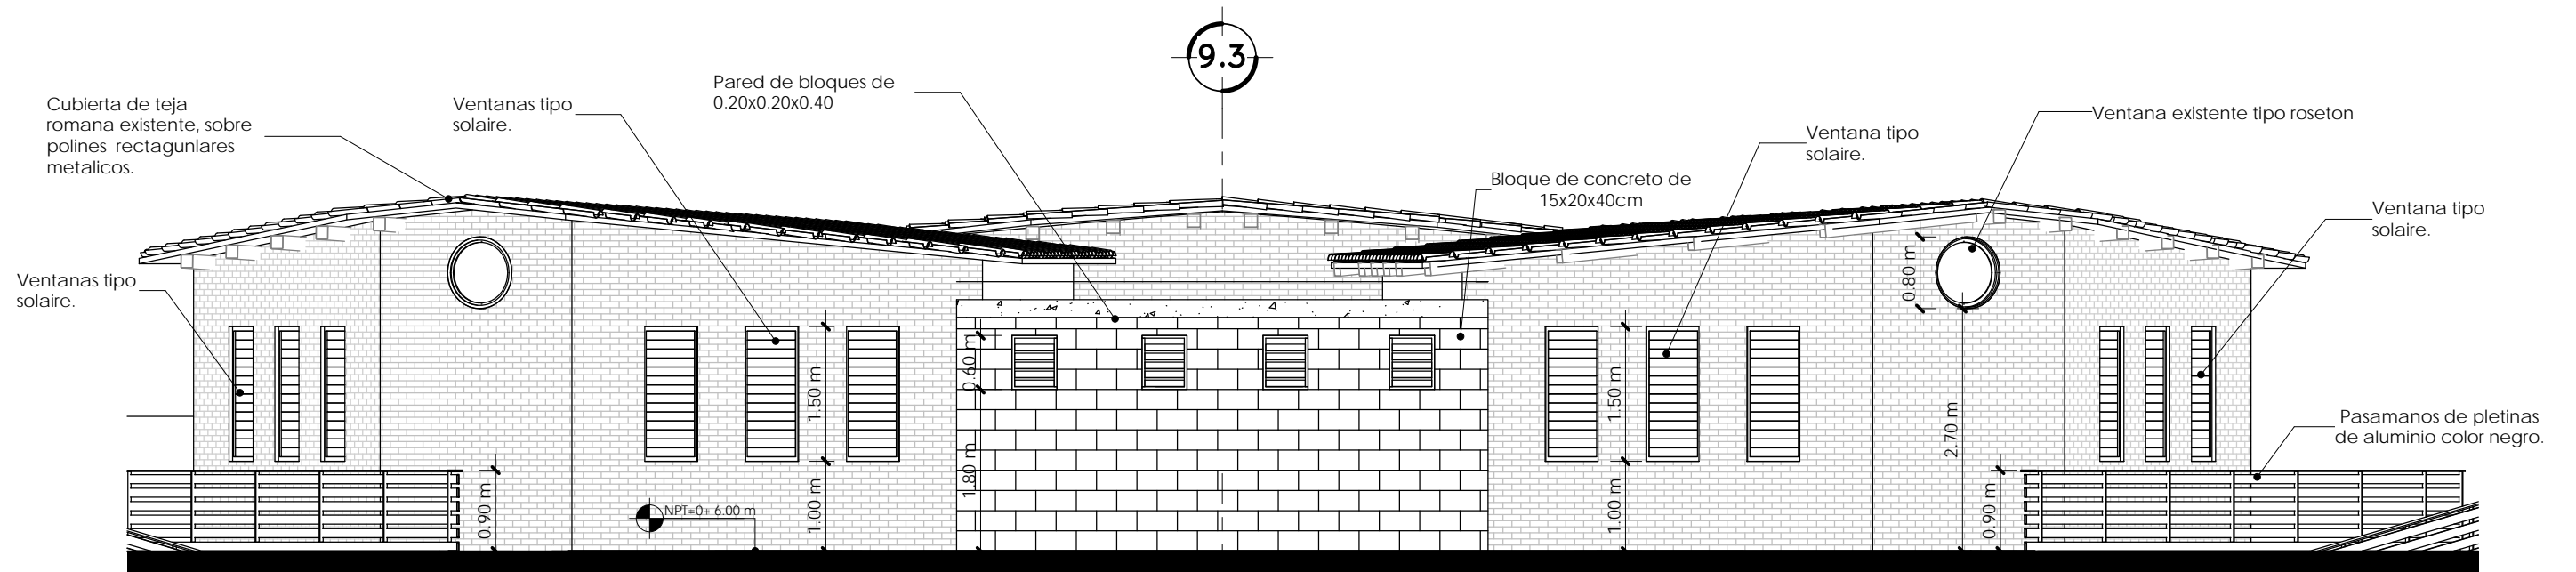 9.3
Cubierta de teja
romana existente, sobre
polines rectagunlares
metalicos.
Ventanas tipo
solaire.
Pared de bloques de
0.20x0.20x0.40
Ventana tipo
solaire.
Ventana existente tipo roseton
Bloque de concreto de
15x20x40cm
Ventana tipo
solaire.
Ventanas tipo
solaire.
0.80 m
0.60 m
1.50 m
1.50 m
2.70 m
Pasamanos de pletinas
de aluminio color negro.
1.80 m
0.90 m
NPT=0+ 6.00 m
1.00 m
1.00 m
0.90 m